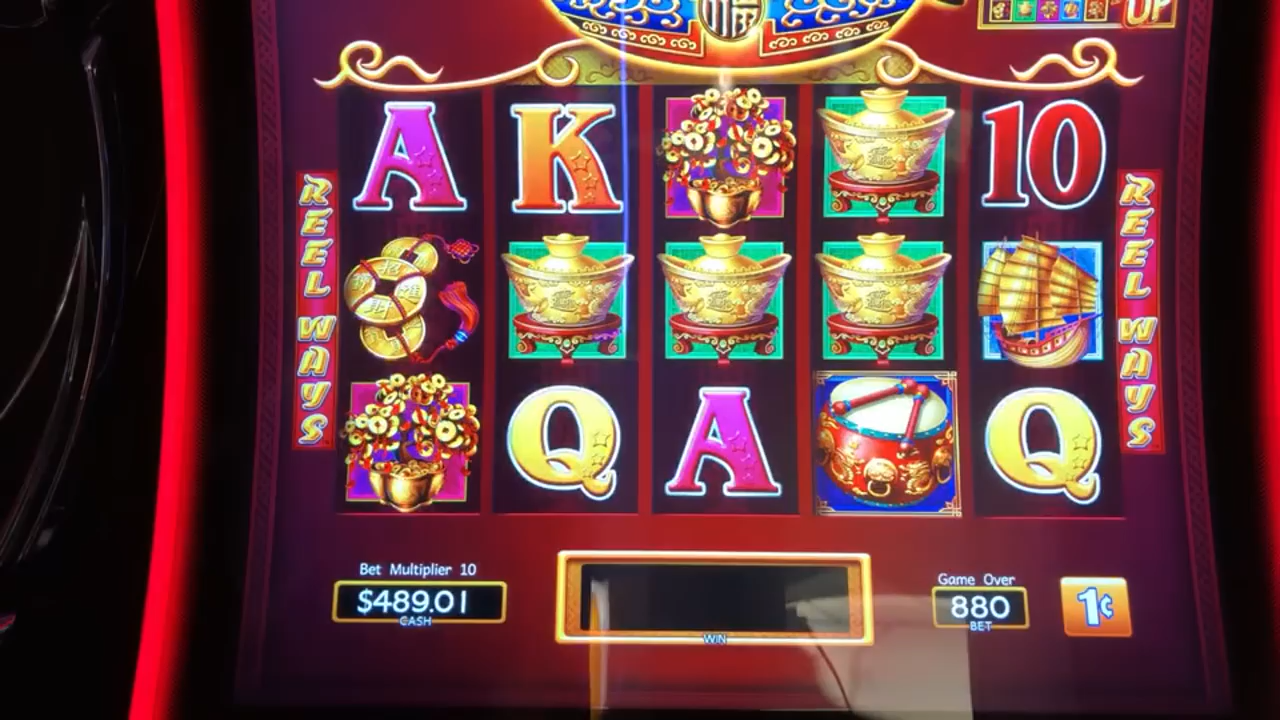 UP
A K 10
REEL WAYS
REEL WAYS
Q A Q
Bet Multiplier 10
$489.01
CASH
WIN
Game Over
880
BET
1¢